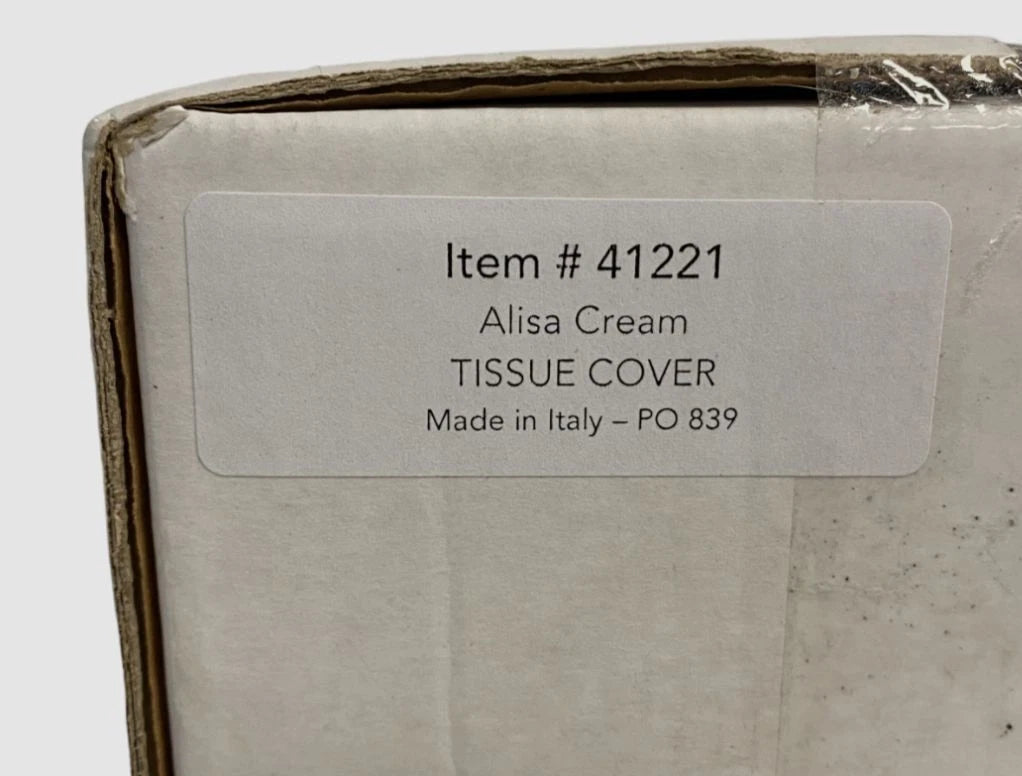 Item # 41221
Alisa Cream
TISSUE COVER
Made in Italy – PO 839